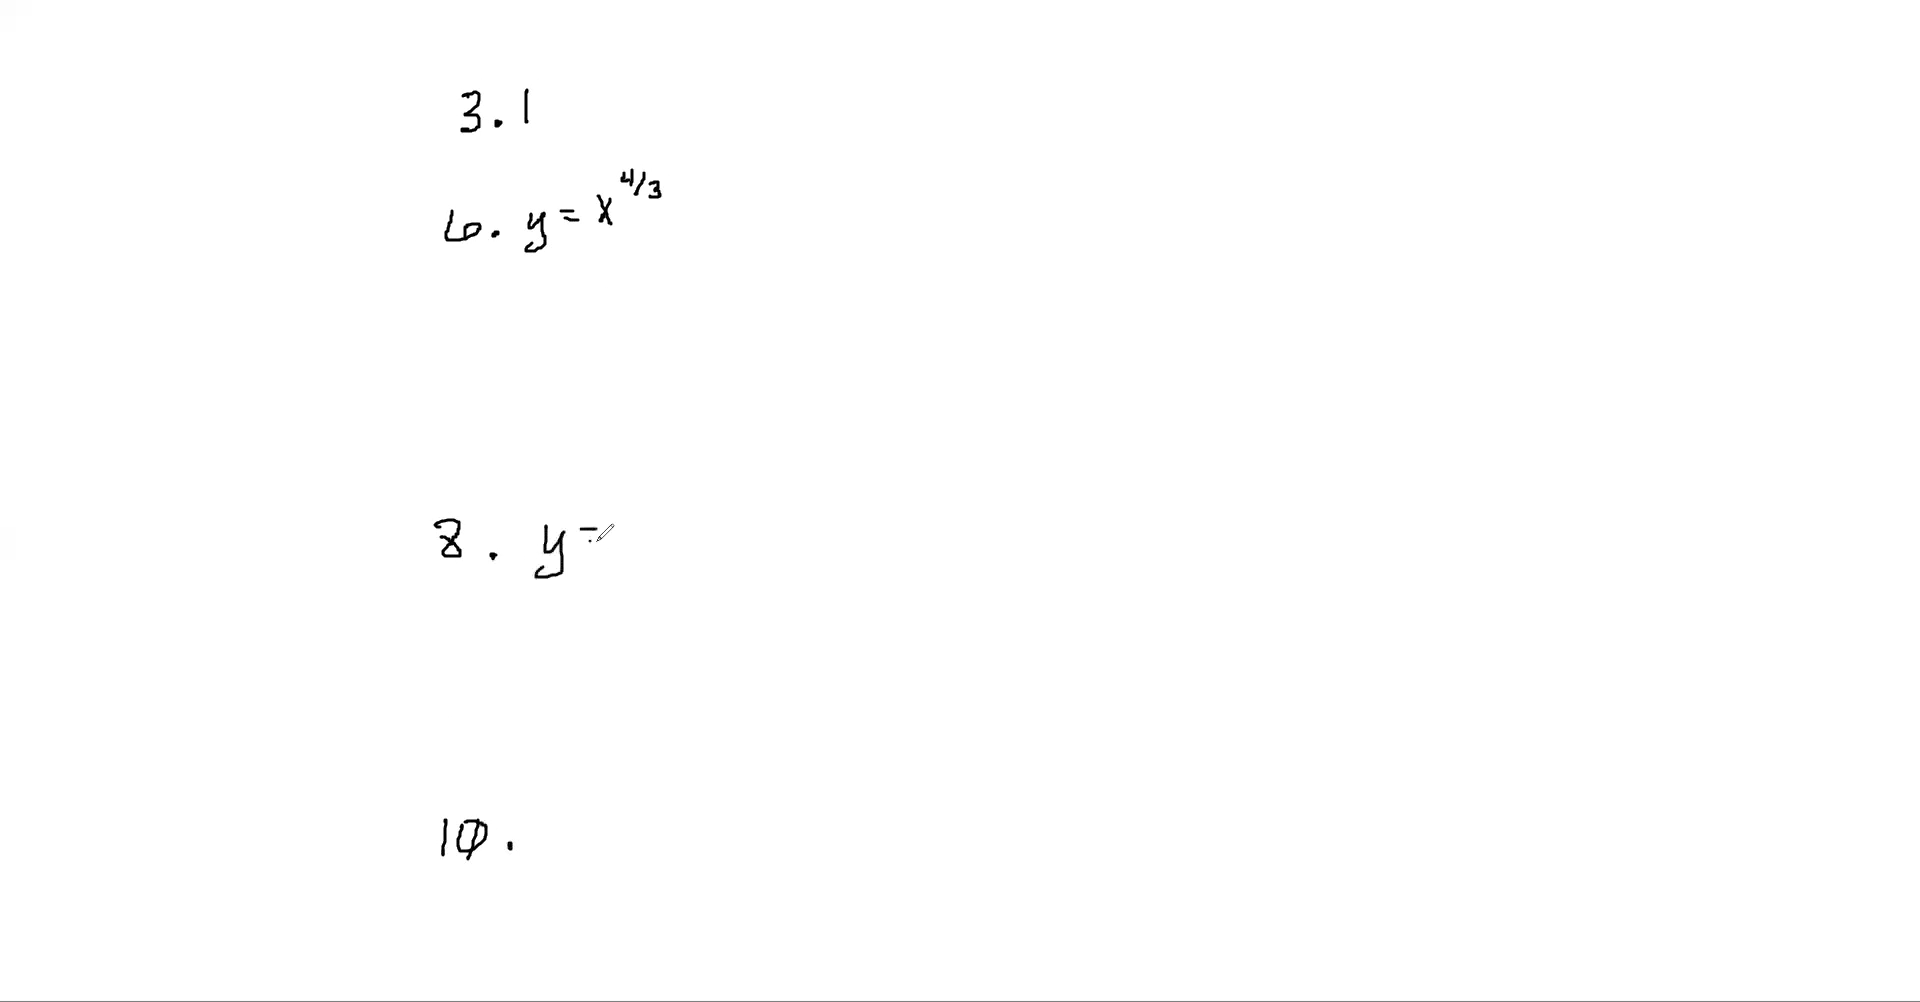 3.1
6. y = x^{4/3}
8. y =
10.